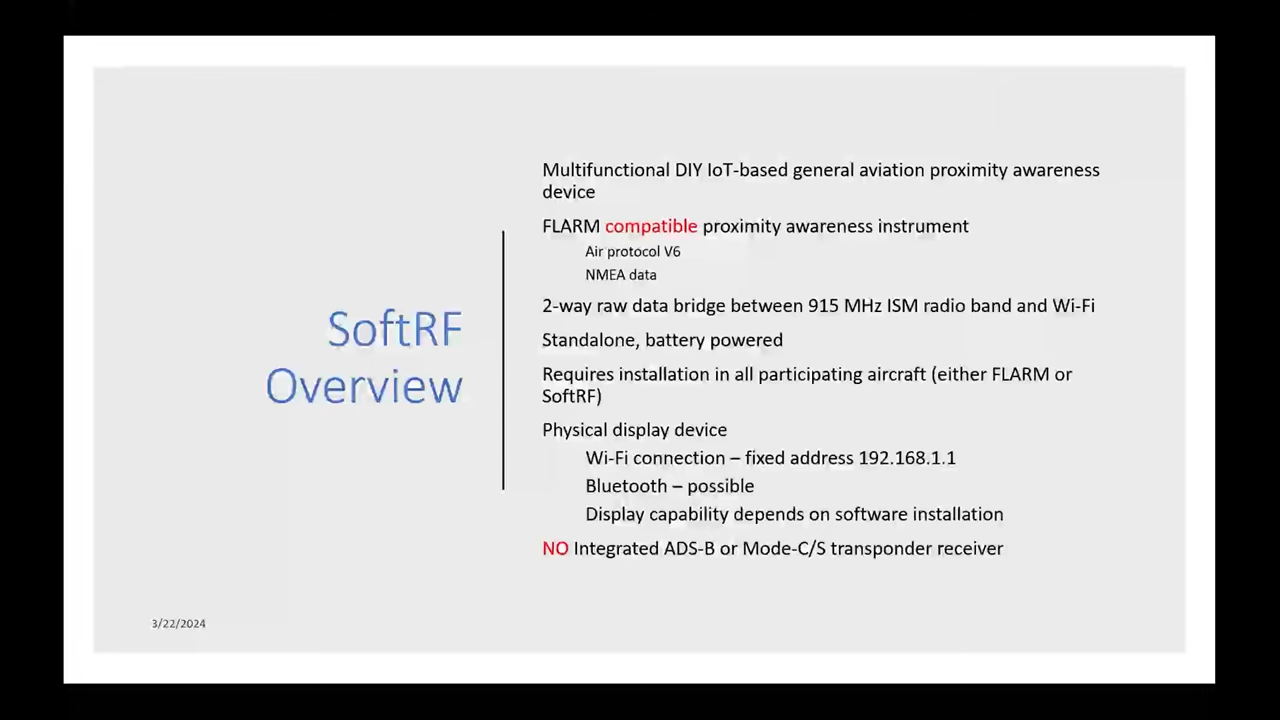 SoftRF
Overview
Multifunctional DIY IoT-based general aviation proximity awareness
device
FLARM compatible proximity awareness instrument
Air protocol V6
NMEA data
2-way raw data bridge between 915 MHz ISM radio band and Wi-Fi
Standalone, battery powered
Requires installation in all participating aircraft (either FLARM or
SoftRF)
Physical display device
Wi-Fi connection – fixed address 192.168.1.1
Bluetooth – possible
Display capability depends on software installation
NO Integrated ADS-B or Mode-C/S transponder receiver
3/22/2024